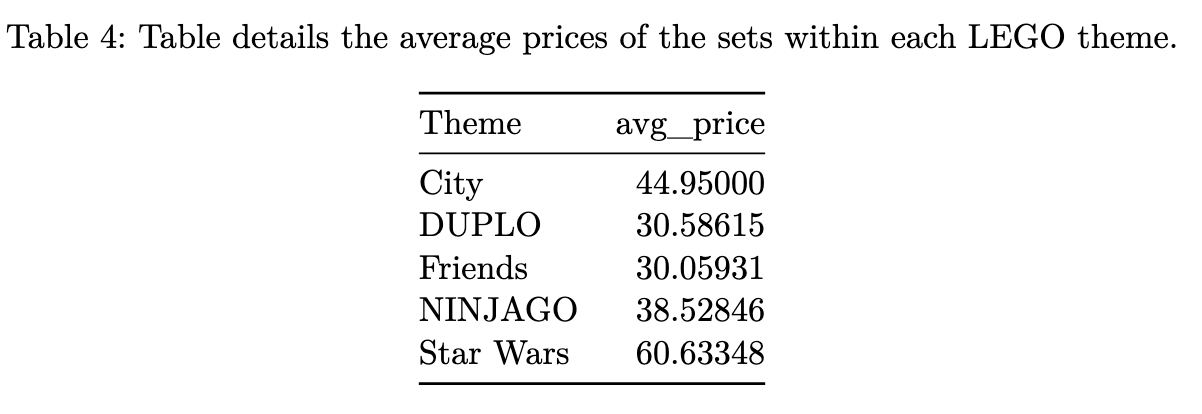 Table 4: Table details the average prices of the sets within each LEGO theme.
Theme avg_price
City 44.95000
DUPLO 30.58615
Friends 30.05931
NINJAGO 38.52846
Star Wars 60.63348